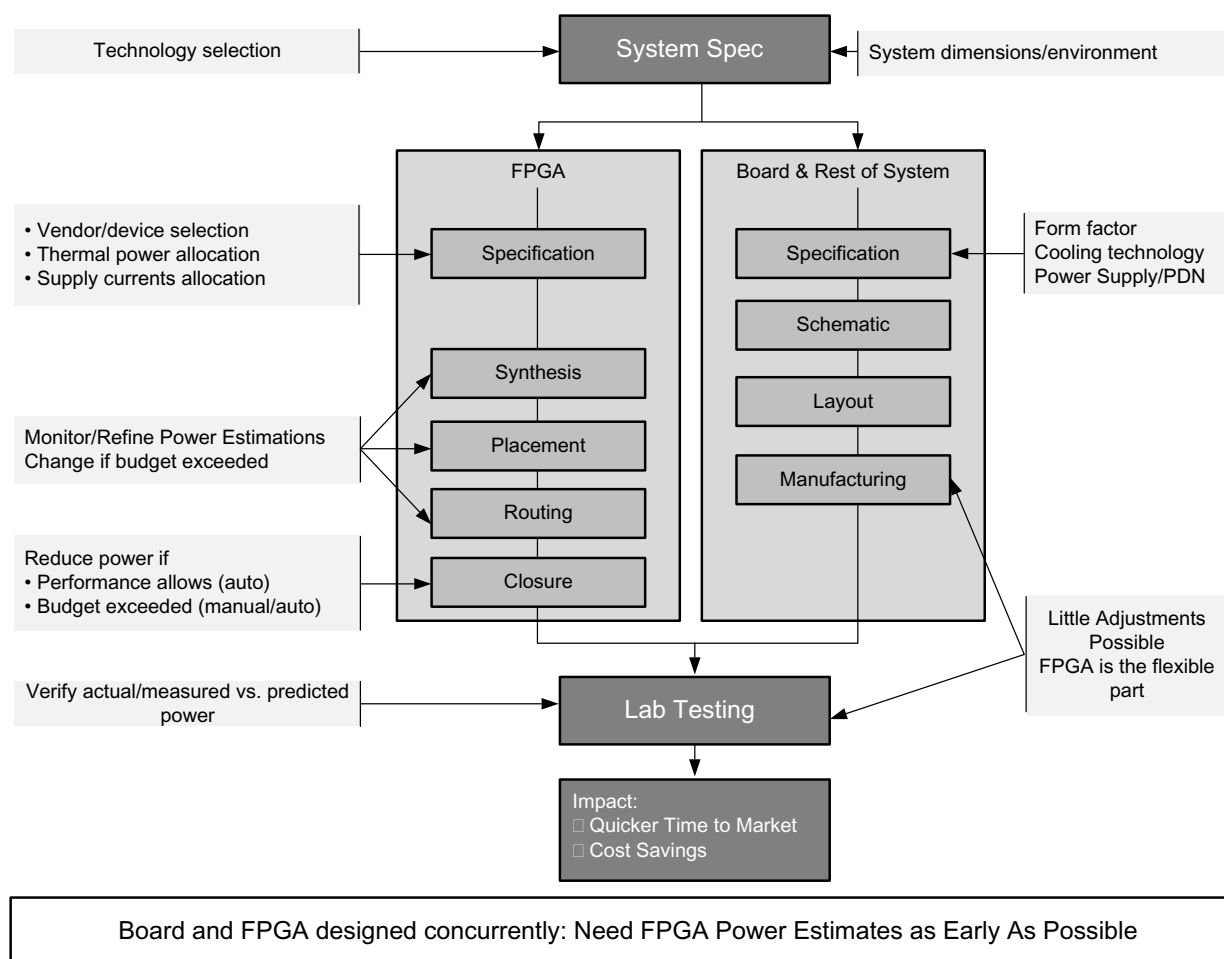 Technology selection
System Spec
System dimensions/environment
FPGA
• Vendor/device selection
• Thermal power allocation
• Supply currents allocation
Specification
Synthesis
Monitor/Refine Power Estimations
Change if budget exceeded
Placement
Routing
Reduce power if
• Performance allows (auto)
• Budget exceeded (manual/auto)
Closure
Board & Rest of System
Specification
Form factor
Cooling technology
Power Supply/PDN
Schematic
Layout
Manufacturing
Little Adjustments
Possible
FPGA is the flexible
part
Verify actual/measured vs. predicted
power
Lab Testing
Impact:
□ Quicker Time to Market
□ Cost Savings
Board and FPGA designed concurrently: Need FPGA Power Estimates as Early As Possible